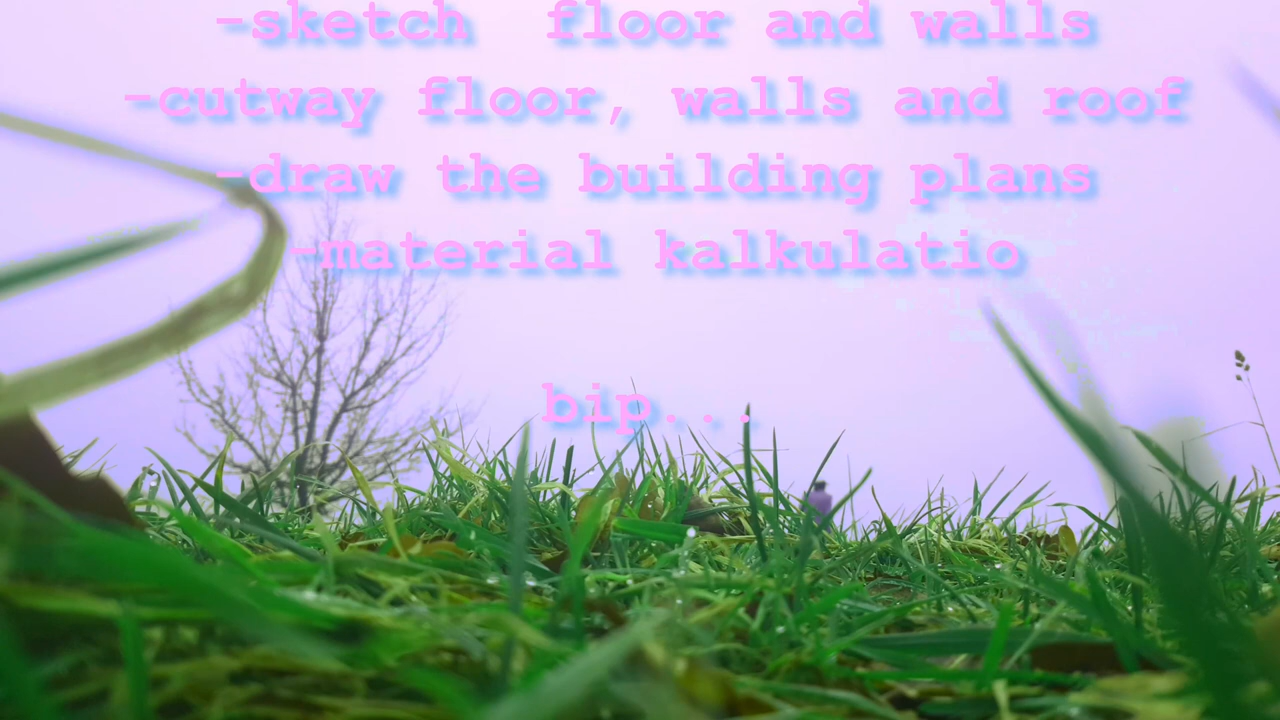 -sketch  floor and walls
-cutway floor, walls and roof
-draw the building plans
-material kalkulatio
bip...